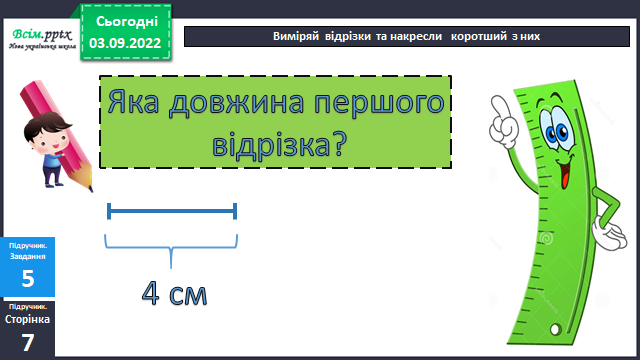 Всім.pptx
Нова українська школа
Сьогодні
03.09.2022
Виміряй відрізки та накресли коротший з них
Яка довжина першого
відрізка?
4 см
Підручник.
Завдання
5
Підручник.
Сторінка
7